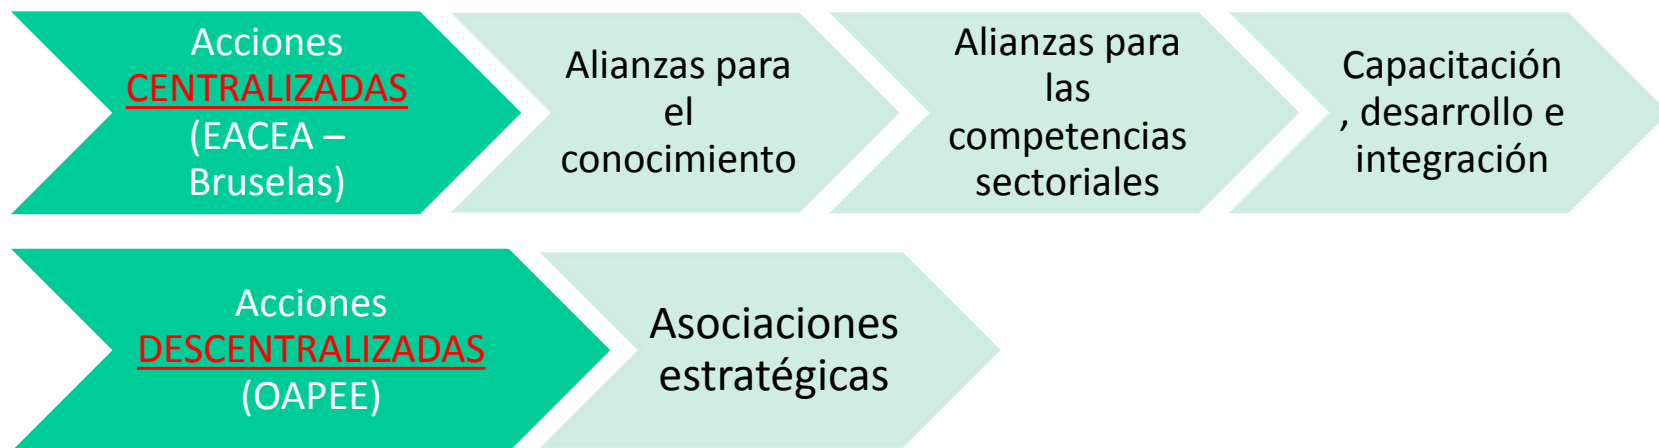 Acciones
CENTRALIZADAS
(EACEA –
Bruselas)
Alianzas para
el
conocimiento
Alianzas para
las
competencias
sectoriales
Capacitación
, desarrollo e
integración
Acciones
DESCENTRALIZADAS
(OAPEE)
Asociaciones
estratégicas